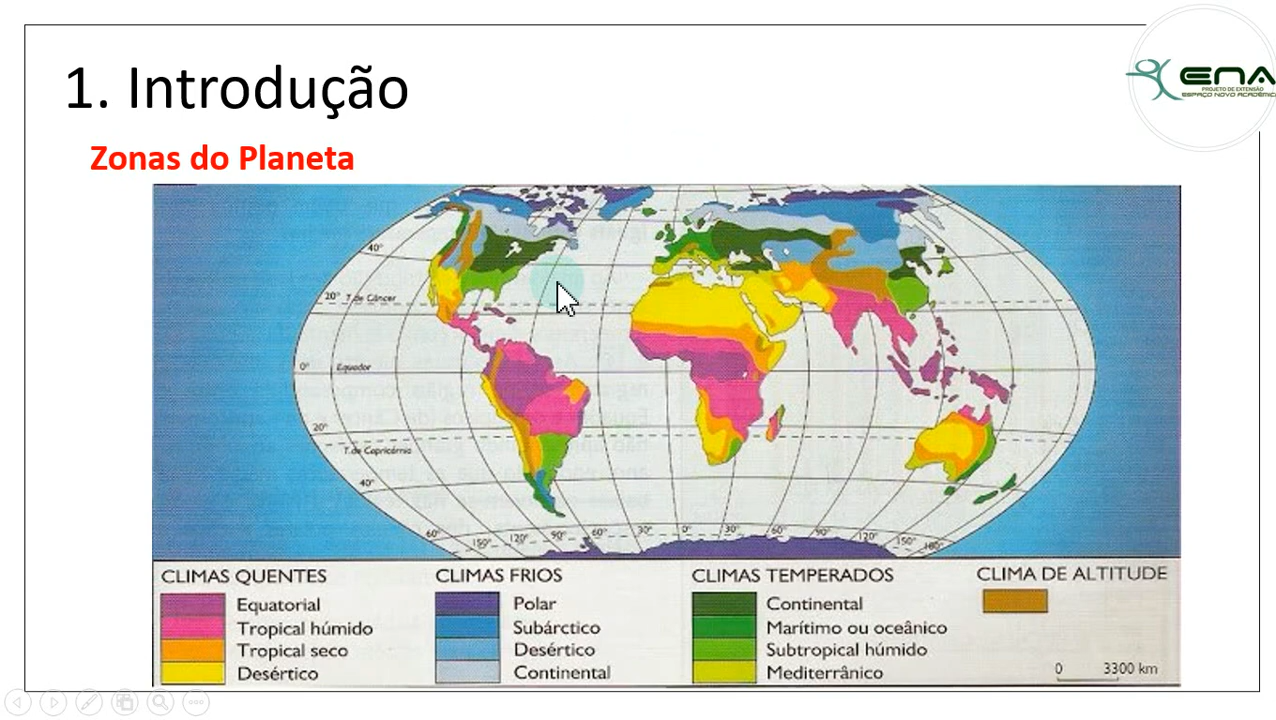 1. Introdução
ENA
PROJETO DE EXTENSÃO
ESPAÇO NOVO ACADÊMICO
Zonas do Planeta
40°
20° T. de Câncer
0° Equador
20°
T. de Capricórnio
40°
60° 150° 120° 90° 60° 30° 0° 30° 60° 90° 120° 150° 180°
CLIMAS QUENTES
Equatorial
Tropical húmido
Tropical seco
Desértico
CLIMAS FRIOS
Polar
Subárctico
Desértico
Continental
CLIMAS TEMPERADOS
Continental
Marítimo ou oceânico
Subtropical húmido
Mediterrânico
CLIMA DE ALTITUDE
0 3300 km